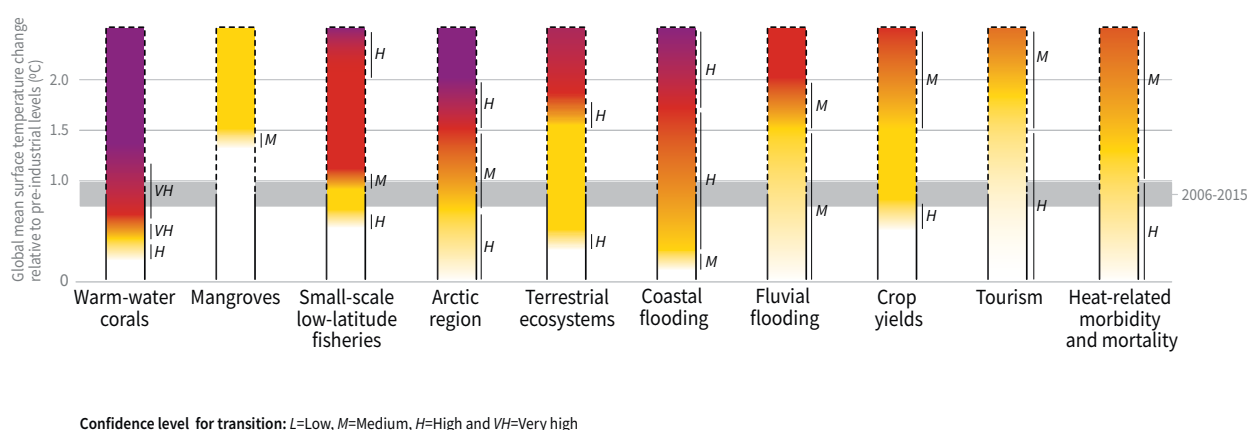 Global mean surface temperature change
relative to pre-industrial levels (ºC)
2.0
1.5
1.0
0
H
H
M
H
M
H
H
M
M
H
VH
M
H
M
H
M
H
M
VH
H
H
H
H
H
H
M
2006-2015
Warm-water
corals
Mangroves
Small-scale
low-latitude
fisheries
Arctic
region
Terrestrial
ecosystems
Coastal
flooding
Fluvial
flooding
Crop
yields
Tourism
Heat-related
morbidity
and mortality
Confidence level for transition: L=Low, M=Medium, H=High and VH=Very high